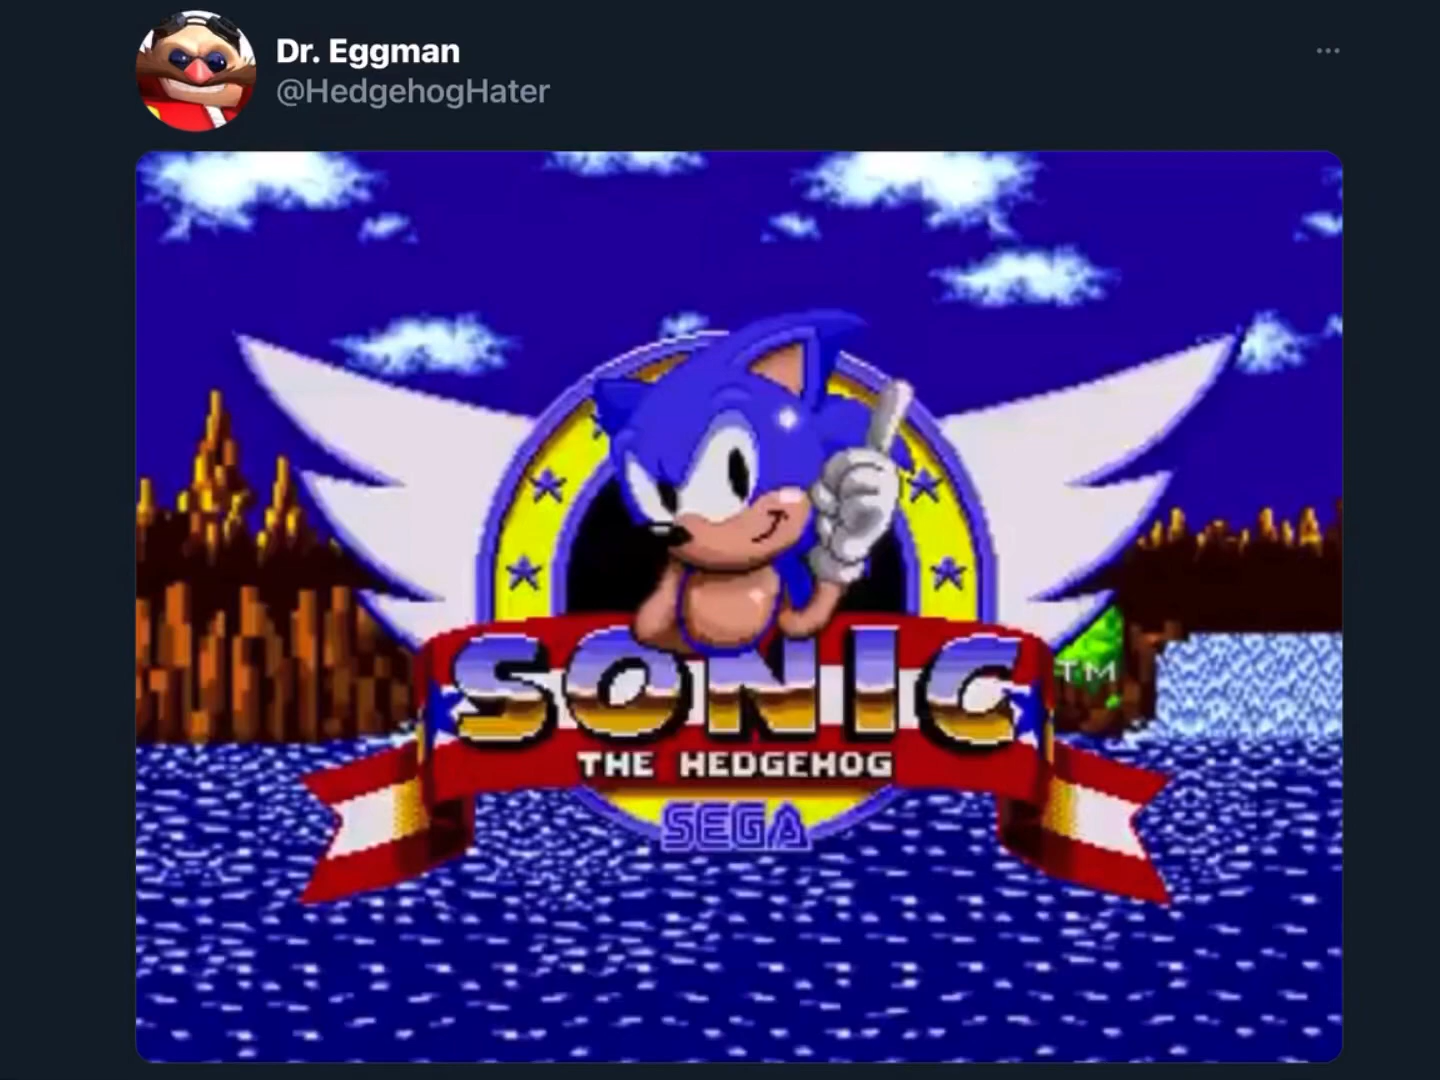 Dr. Eggman
@HedgehogHater
SONIC
TM
THE HEDGEHOG
SEGA